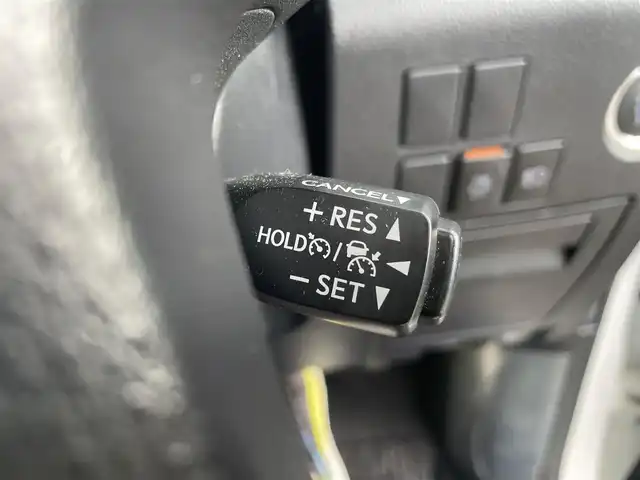 CANCEL▼
+ RES ▲
HOLD / ◀
− SET ▼